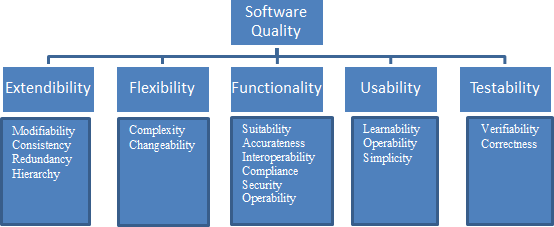 Software
Quality
Extendibility
Flexibility
Functionality
Usability
Testability
Modifiability
Consistency
Redundancy
Hierarchy
Complexity
Changeability
Suitability
Accurateness
Interoperability
Compliance
Security
Operability
Learnability
Operability
Simplicity
Verifiability
Correctness